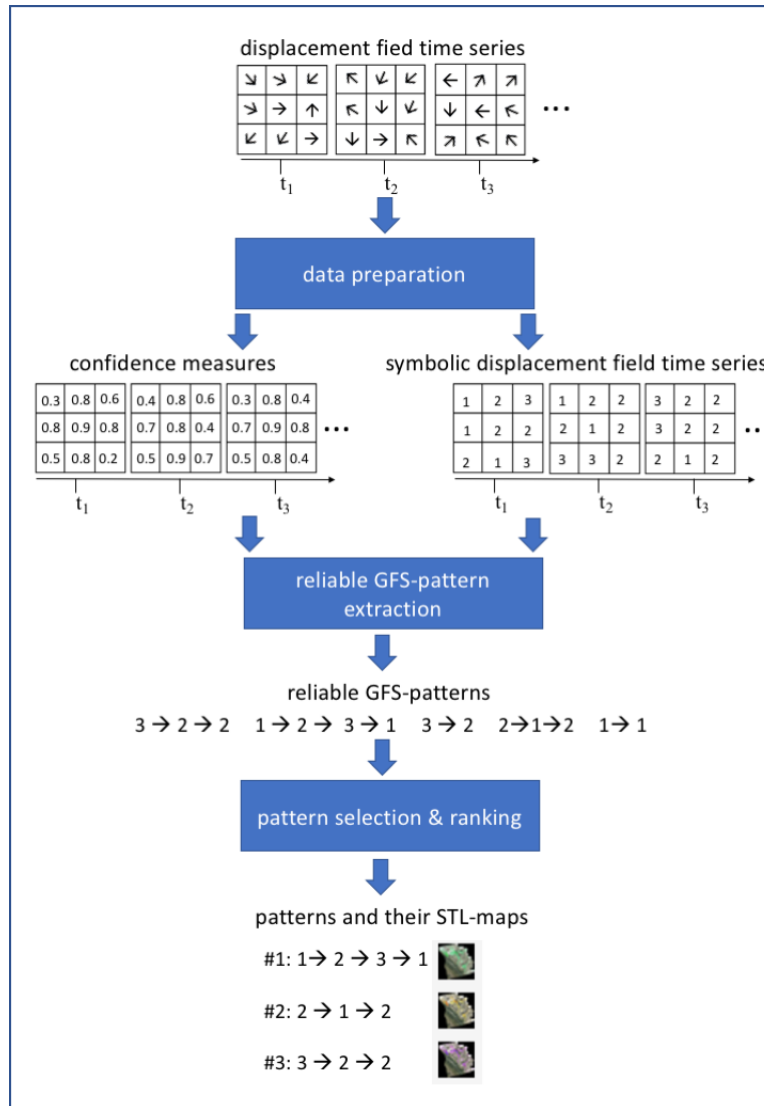 displacement fied time series
↘ ↘ ↙ ↖ ↙ ↙ ← ↗ ↗
↘ → ↑ ↖ ↓ ↙ ↓ ← ↖ ...
↙ ↙ → ↓ → ↖ ↗ ↖ ↖
t1 t2 t3
data preparation
confidence measures
0.3 0.8 0.6 0.4 0.8 0.6 0.3 0.8 0.4
0.8 0.9 0.8 0.7 0.8 0.4 0.7 0.9 0.8 ...
0.5 0.8 0.2 0.5 0.9 0.7 0.5 0.8 0.4
t1 t2 t3
symbolic displacement field time series
1 2 3 1 2 2 3 2 2
1 2 2 2 1 2 3 2 2 ..
2 1 3 3 3 2 2 1 2
t1 t2 t3
reliable GFS-pattern
extraction
reliable GFS-patterns
3 → 2 → 2 1 → 2 → 3 → 1 3 → 2 2→1→2 1→ 1
pattern selection & ranking
patterns and their STL-maps
#1: 1→ 2 → 3 → 1
#2: 2 → 1 → 2
#3: 3 → 2 → 2